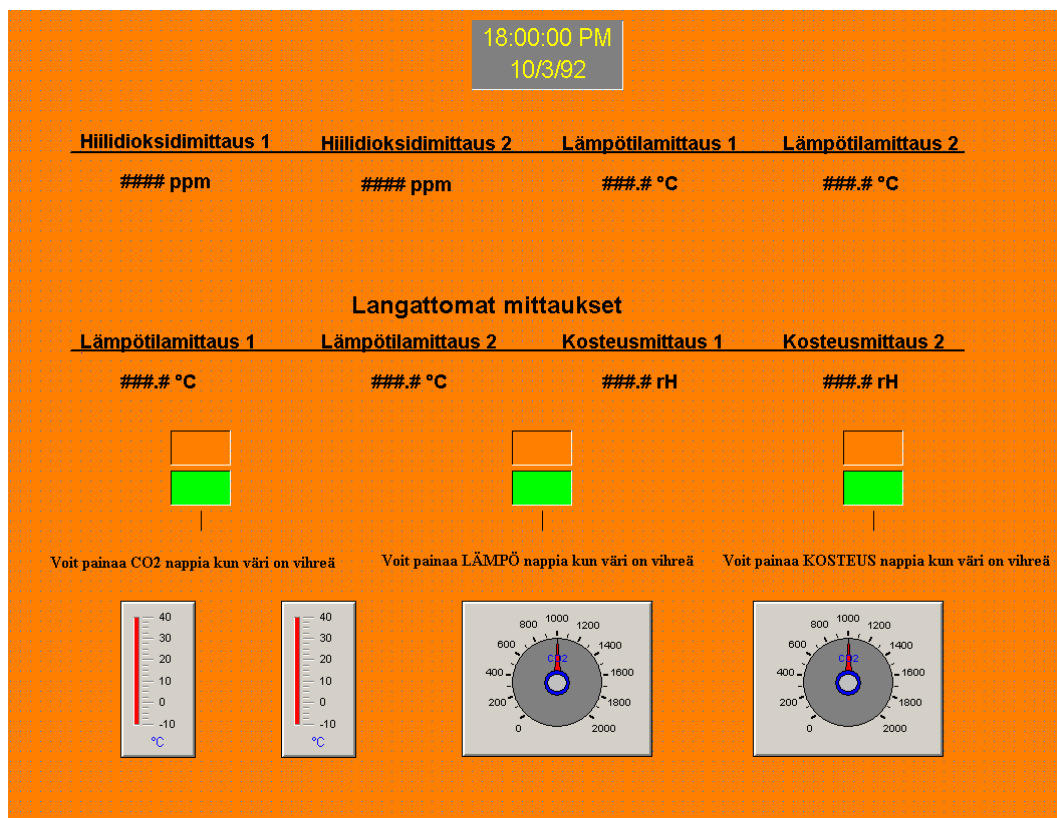 18:00:00 PM
10/3/92
Hiilidioksidimittaus 1 Hiilidioksidimittaus 2 Lämpötilamittaus 1 Lämpötilamittaus 2
#### ppm #### ppm ###.# °C ###.# °C
Langattomat mittaukset
Lämpötilamittaus 1 Lämpötilamittaus 2 Kosteusmittaus 1 Kosteusmittaus 2
###.# °C ###.# °C ###.# rH ###.# rH
Voit painaa CO2 nappia kun väri on vihreä Voit painaa LÄMPÖ nappia kun väri on vihreä Voit painaa KOSTEUS nappia kun väri on vihreä
40
30
20
10
0
-10
°C
40
30
20
10
0
-10
°C
0 200 400 600 800 1000 1200 1400 1600 1800 2000
CO2
0 200 400 600 800 1000 1200 1400 1600 1800 2000
CO2